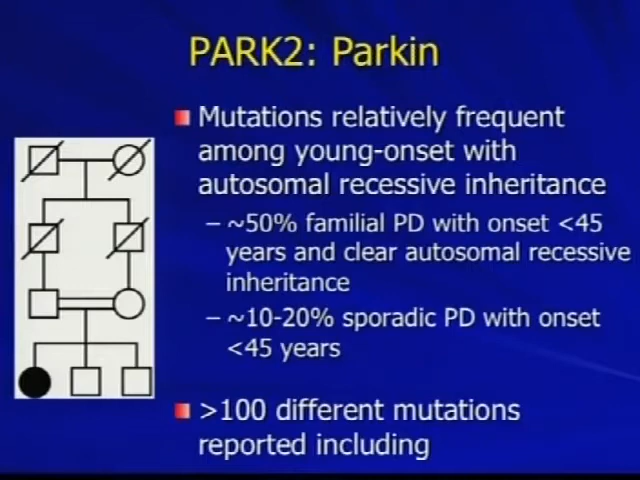 PARK2: Parkin
Mutations relatively frequent
among young-onset with
autosomal recessive inheritance
– ~50% familial PD with onset <45
years and clear autosomal recessive
inheritance
– ~10-20% sporadic PD with onset
<45 years
>100 different mutations
reported including